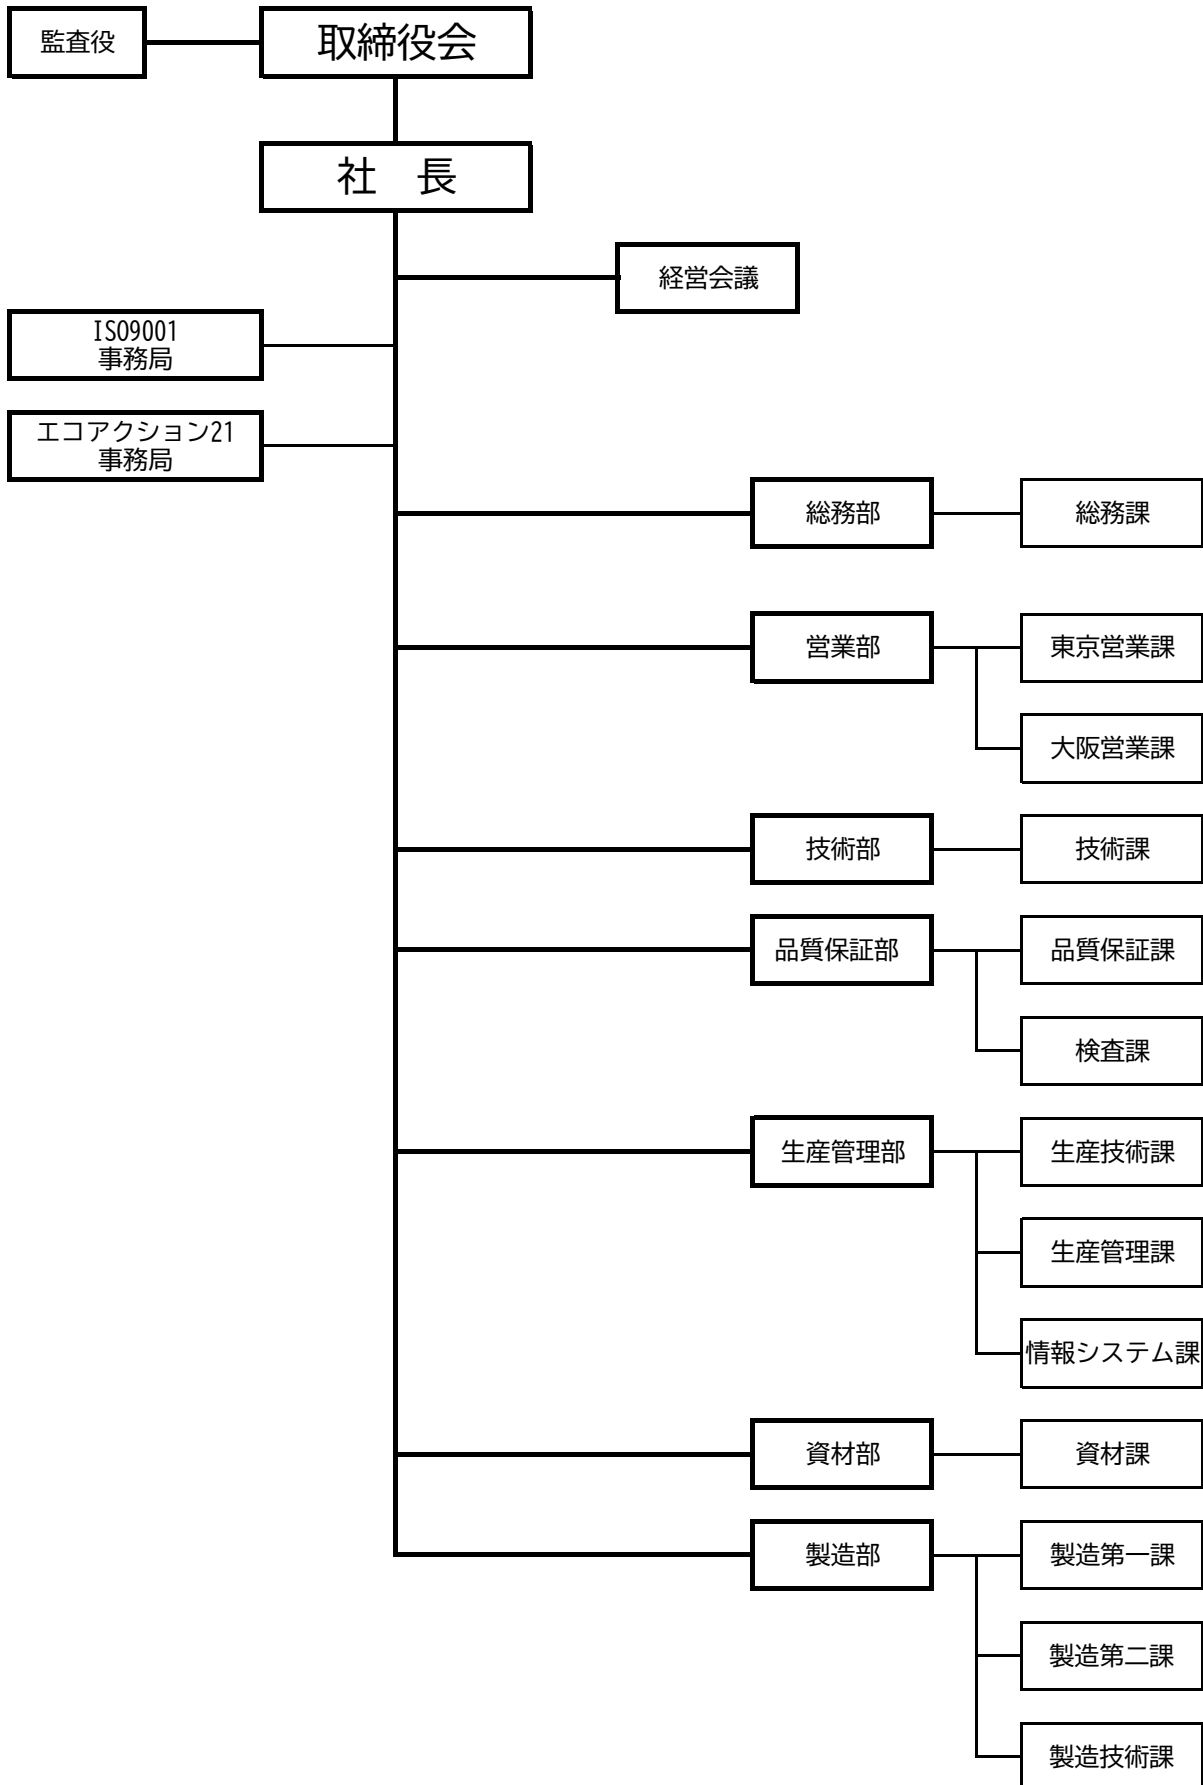 監査役
取締役会
社　長
経営会議
ISO9001
事務局
エコアクション21
事務局
総務部
総務課
営業部
東京営業課
大阪営業課
技術部
技術課
品質保証部
品質保証課
検査課
生産管理部
生産技術課
生産管理課
情報システム課
資材部
資材課
製造部
製造第一課
製造第二課
製造技術課